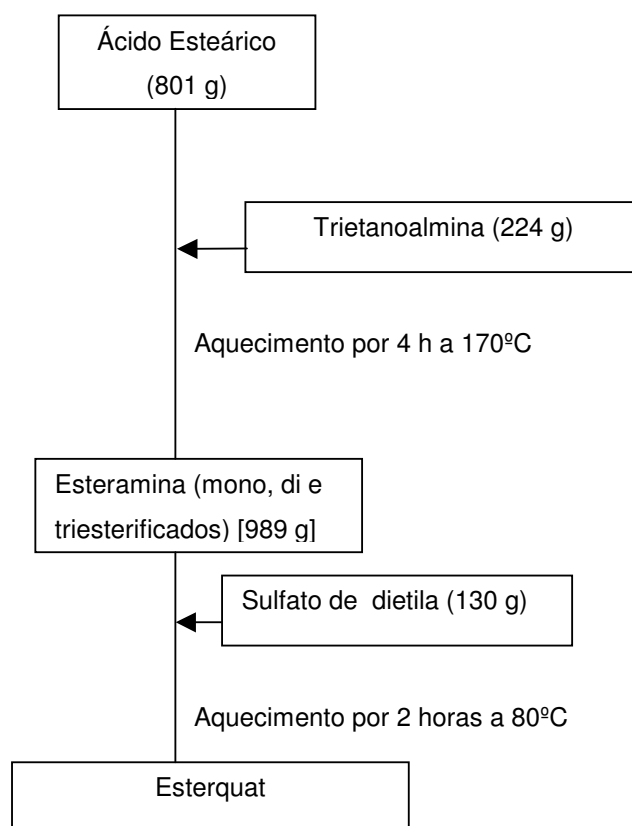 Ácido Esteárico
(801 g)
Trietanoalmina (224 g)
Aquecimento por 4 h a 170ºC
Esteramina (mono, di e
triesterificados) [989 g]
Sulfato de dietila (130 g)
Aquecimento por 2 horas a 80ºC
Esterquat